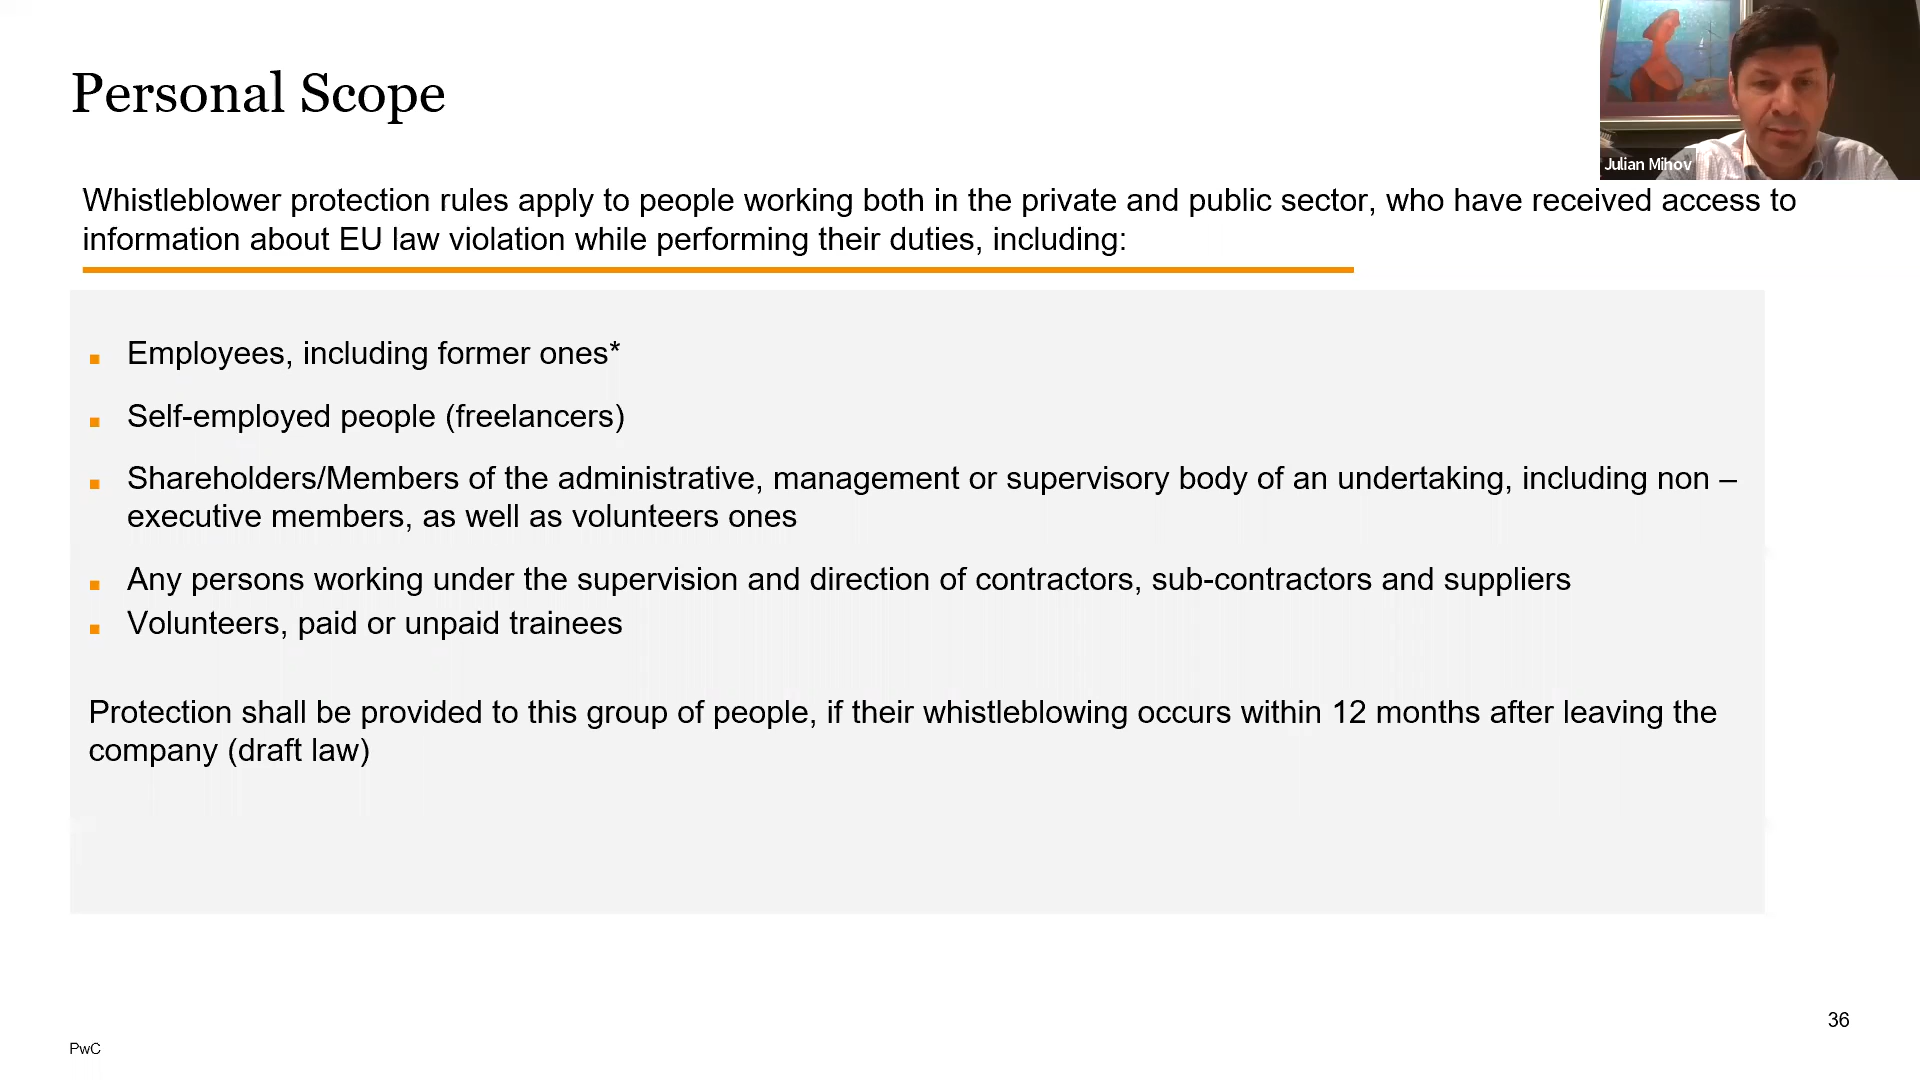 Personal Scope
Julian Mihov
Whistleblower protection rules apply to people working both in the private and public sector, who have received access to
information about EU law violation while performing their duties, including:
■ Employees, including former ones*
■ Self-employed people (freelancers)
■ Shareholders/Members of the administrative, management or supervisory body of an undertaking, including non –
executive members, as well as volunteers ones
■ Any persons working under the supervision and direction of contractors, sub-contractors and suppliers
■ Volunteers, paid or unpaid trainees
Protection shall be provided to this group of people, if their whistleblowing occurs within 12 months after leaving the
company (draft law)
36
PwC